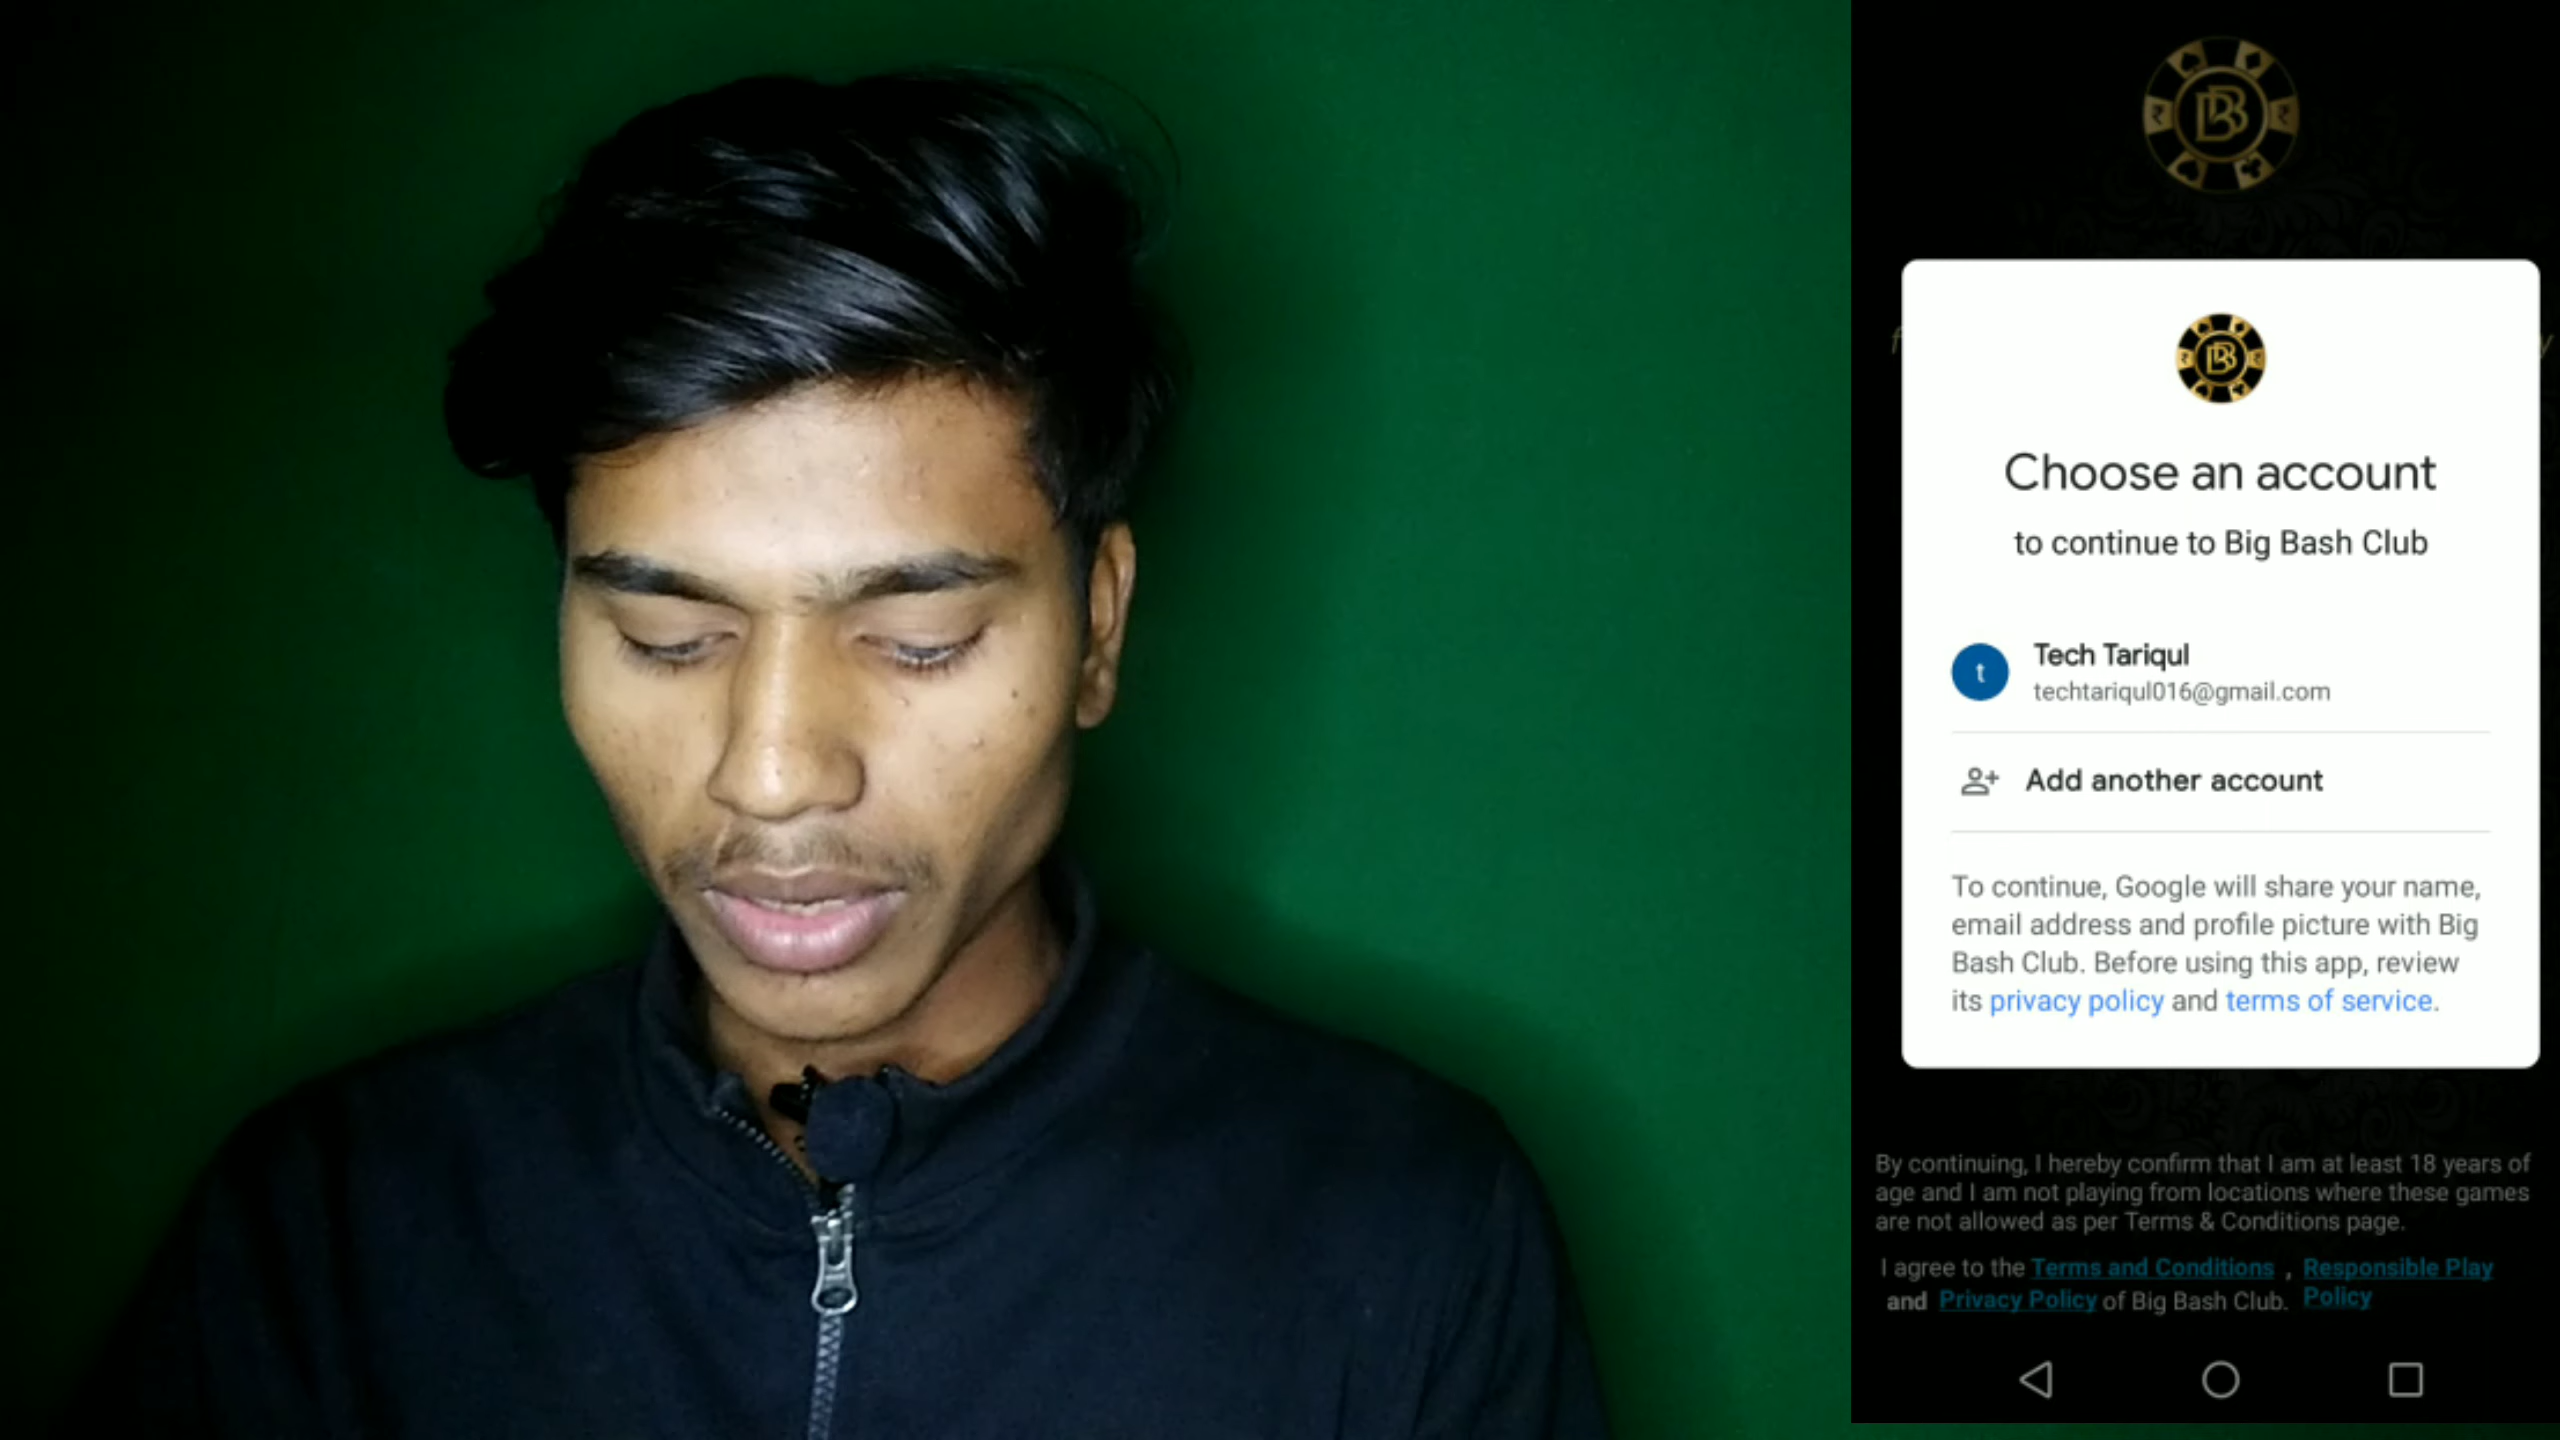 BB
BB
Choose an account
to continue to Big Bash Club
t
Tech Tariqul
techtariqul016@gmail.com
Add another account
To continue, Google will share your name,
email address and profile picture with Big
Bash Club. Before using this app, review
its privacy policy and terms of service.
By continuing, I hereby confirm that I am at least 18 years of
age and I am not playing from locations where these games
are not allowed as per Terms & Conditions page.
I agree to the Terms and Conditions , Responsible Play
and Privacy Policy of Big Bash Club. Policy